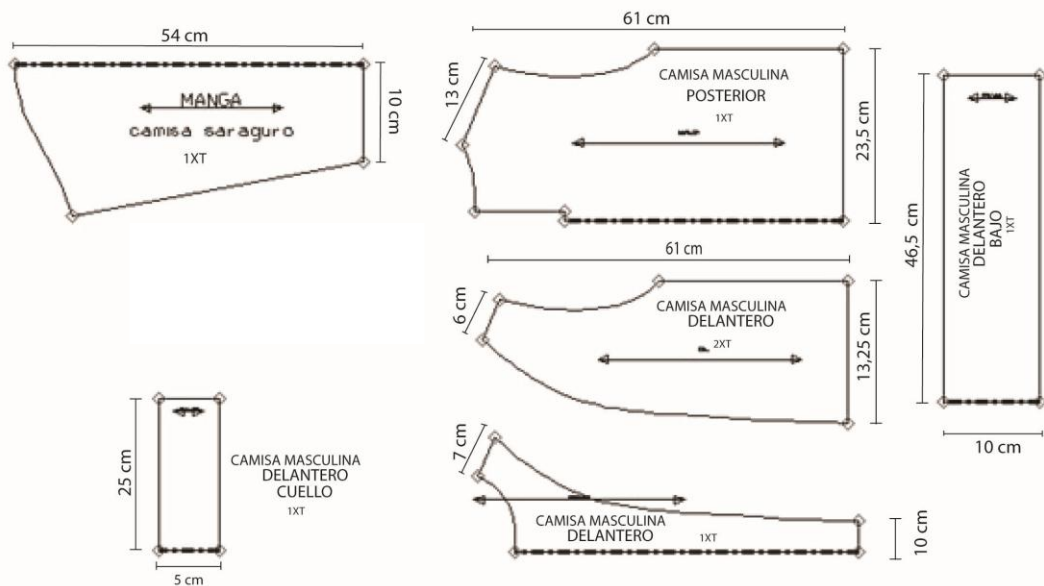 54 cm
10 cm
MANGA
camisa saraguro
1XT
61 cm
13 cm
CAMISA MASCULINA
POSTERIOR
1XT
23,5 cm
46,5 cm
CAMISA MASCULINA
DELANTERO
BAJO
1XT
10 cm
61 cm
6 cm
CAMISA MASCULINA
DELANTERO
2XT
13,25 cm
25 cm
CAMISA MASCULINA
DELANTERO
CUELLO
1XT
5 cm
7 cm
CAMISA MASCULINA
DELANTERO
1XT
10 cm